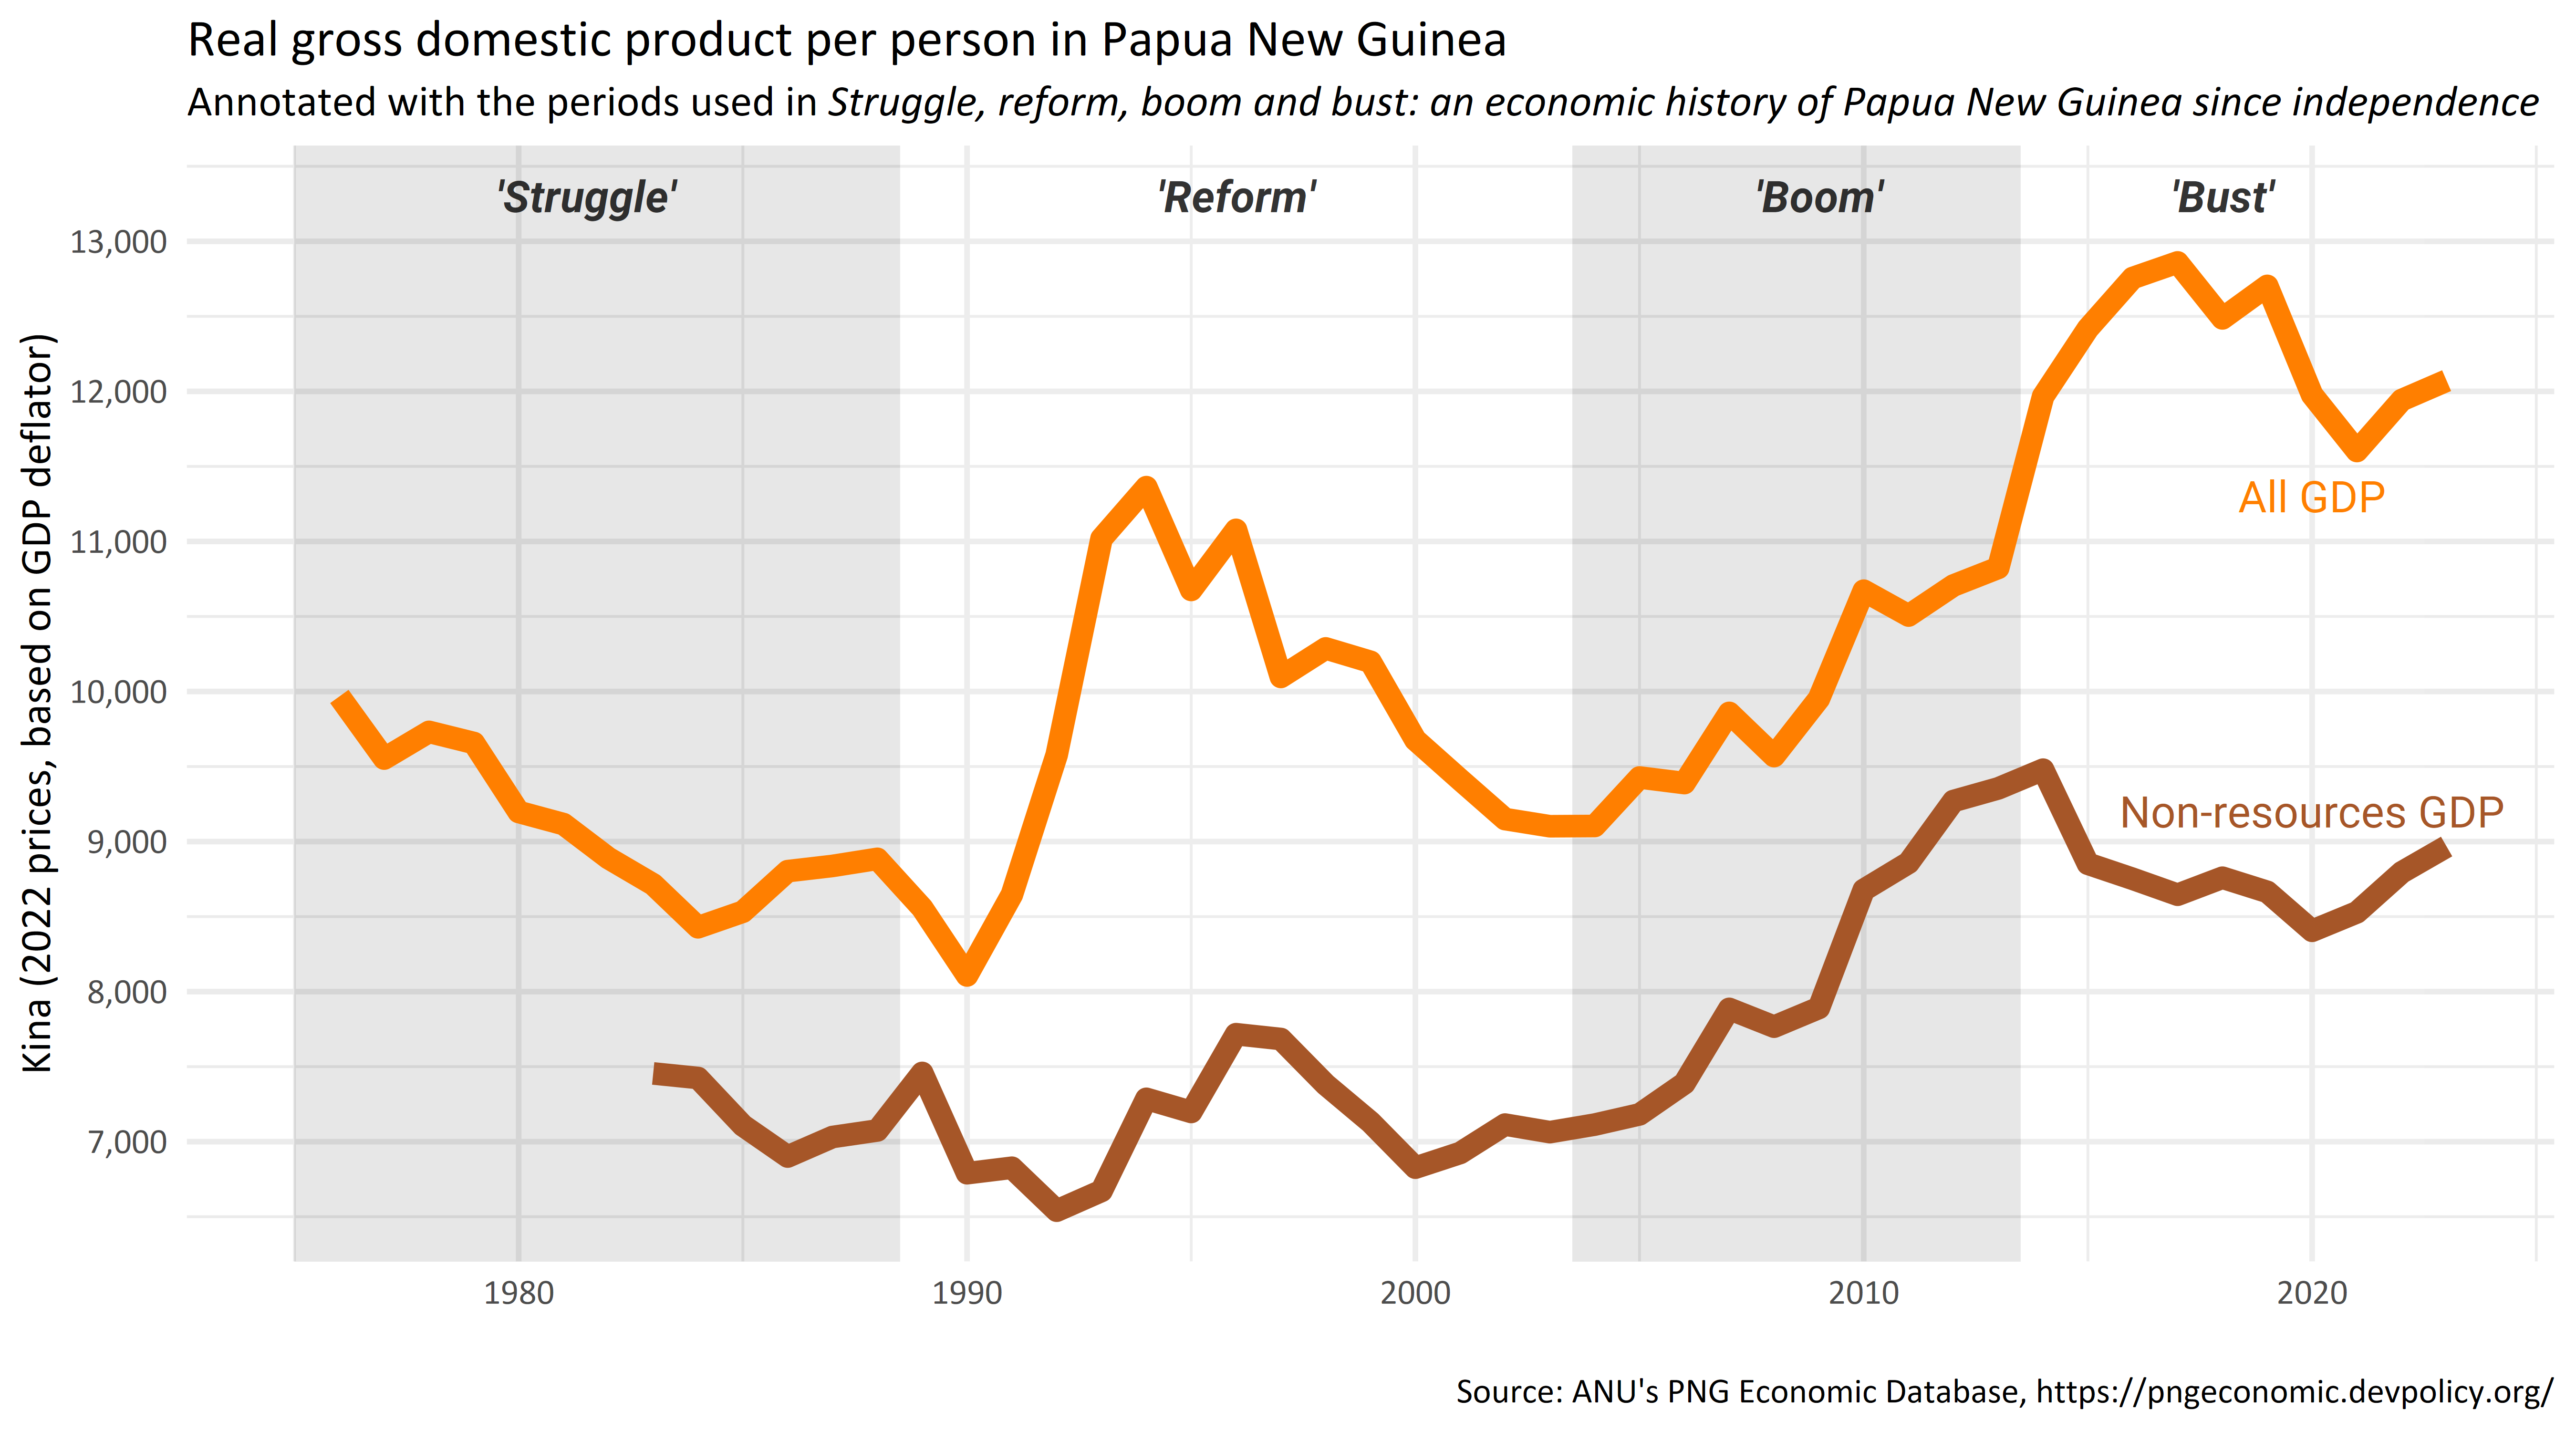 Real gross domestic product per person in Papua New Guinea
Annotated with the periods used in Struggle, reform, boom and bust: an economic history of Papua New Guinea since independence
'Struggle'
'Reform'
'Boom'
'Bust'
Kina (2022 prices, based on GDP deflator)
13,000
12,000
11,000
10,000
9,000
8,000
7,000
All GDP
Non-resources GDP
1980
1990
2000
2010
2020
Source: ANU's PNG Economic Database, https://pngeconomic.devpolicy.org/